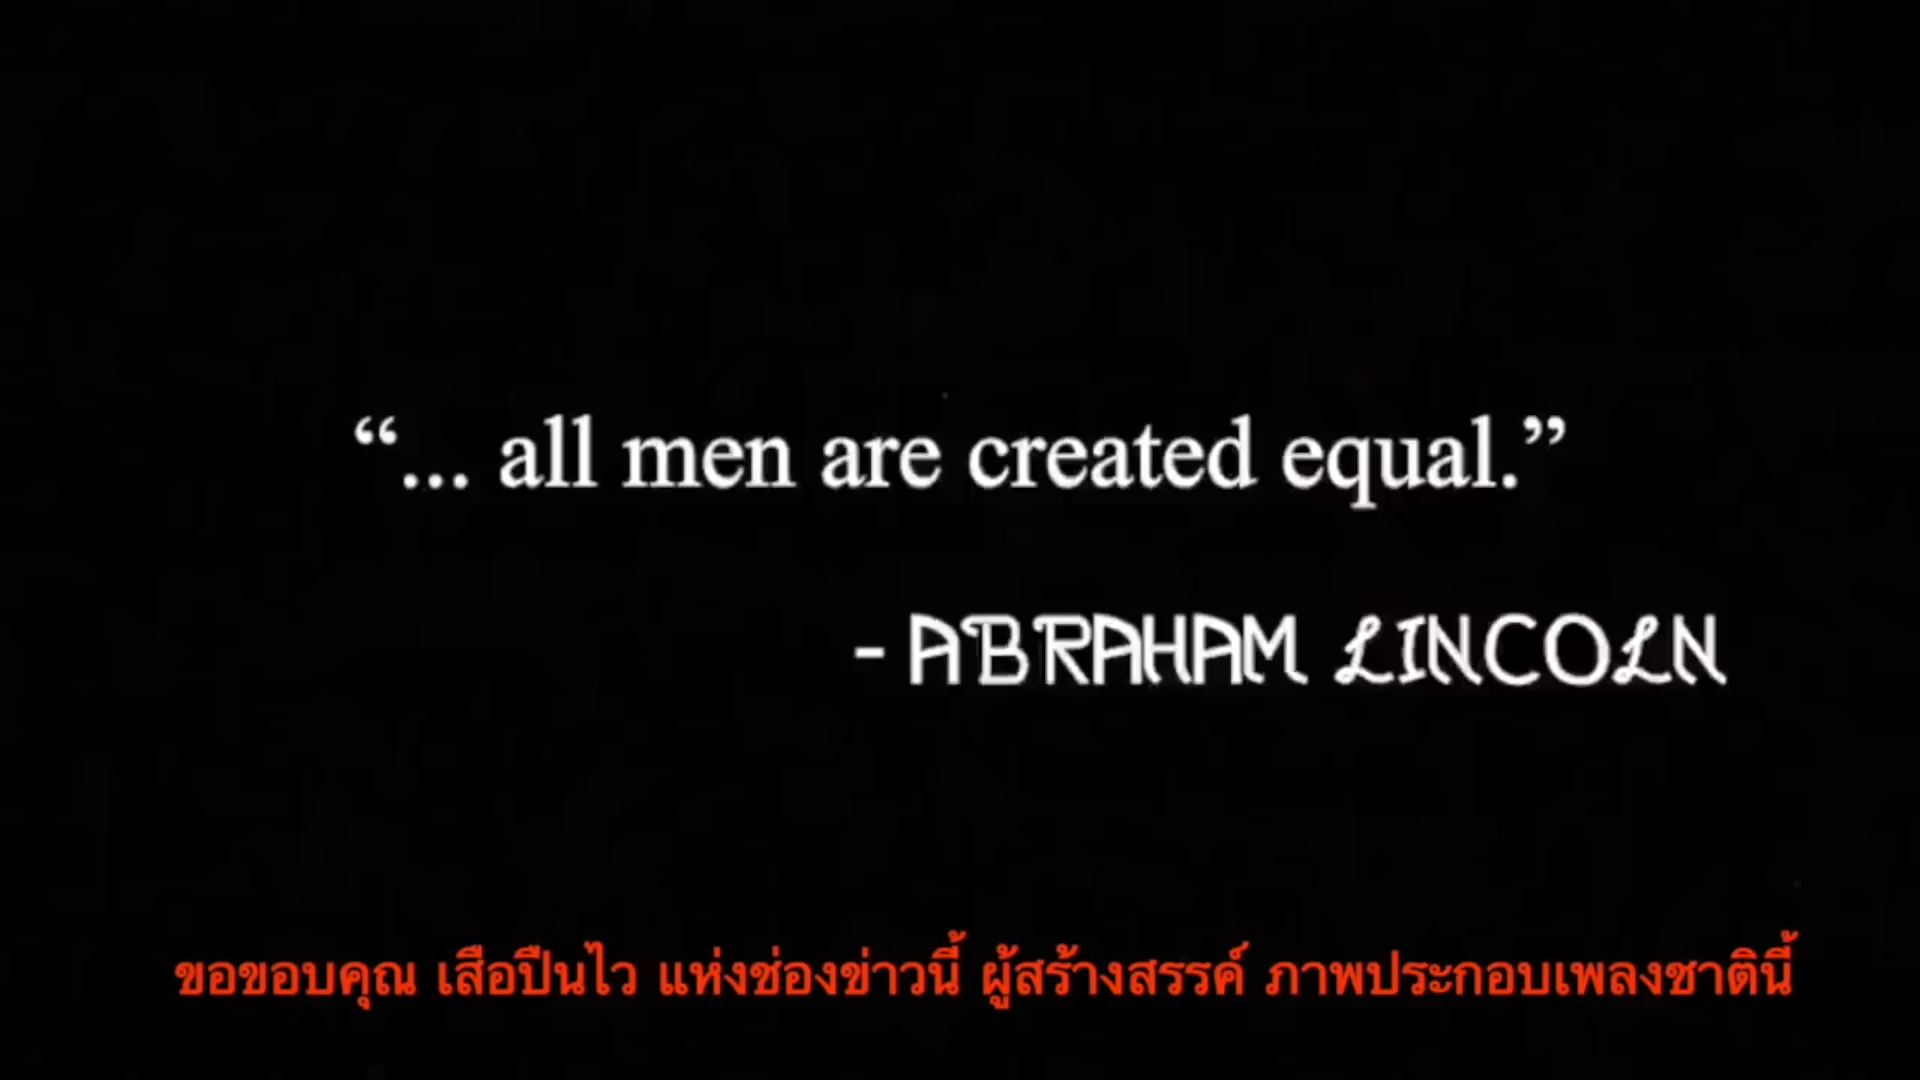 “... all men are created equal.”
- ABRAHAM LINCOLN
ขอขอบคุณ เสือปืนไว แห่งช่องข่าวนี้ ผู้สร้างสรรค์ ภาพประกอบเพลงชาตินี้